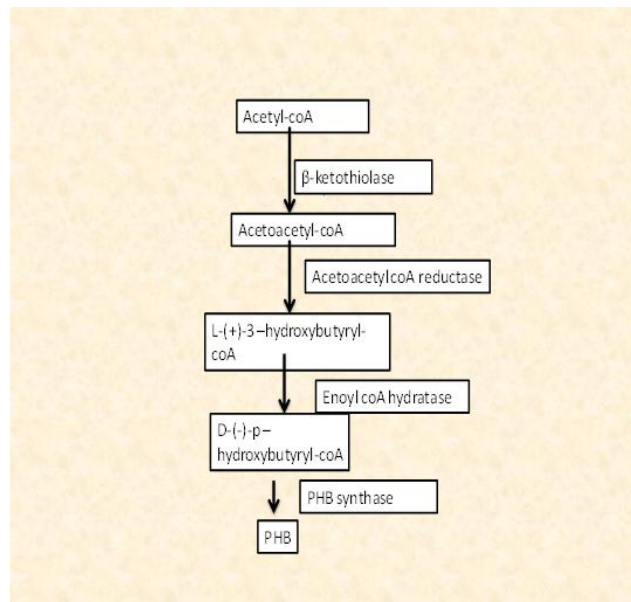 Acetyl-coA
β-ketothiolase
Acetoacetyl-coA
Acetoacetyl coA reductase
L-(+)-3–hydroxybutyryl-
coA
Enoyl coA hydratase
D-(-)-p–
hydroxybutyryl-coA
PHB synthase
PHB